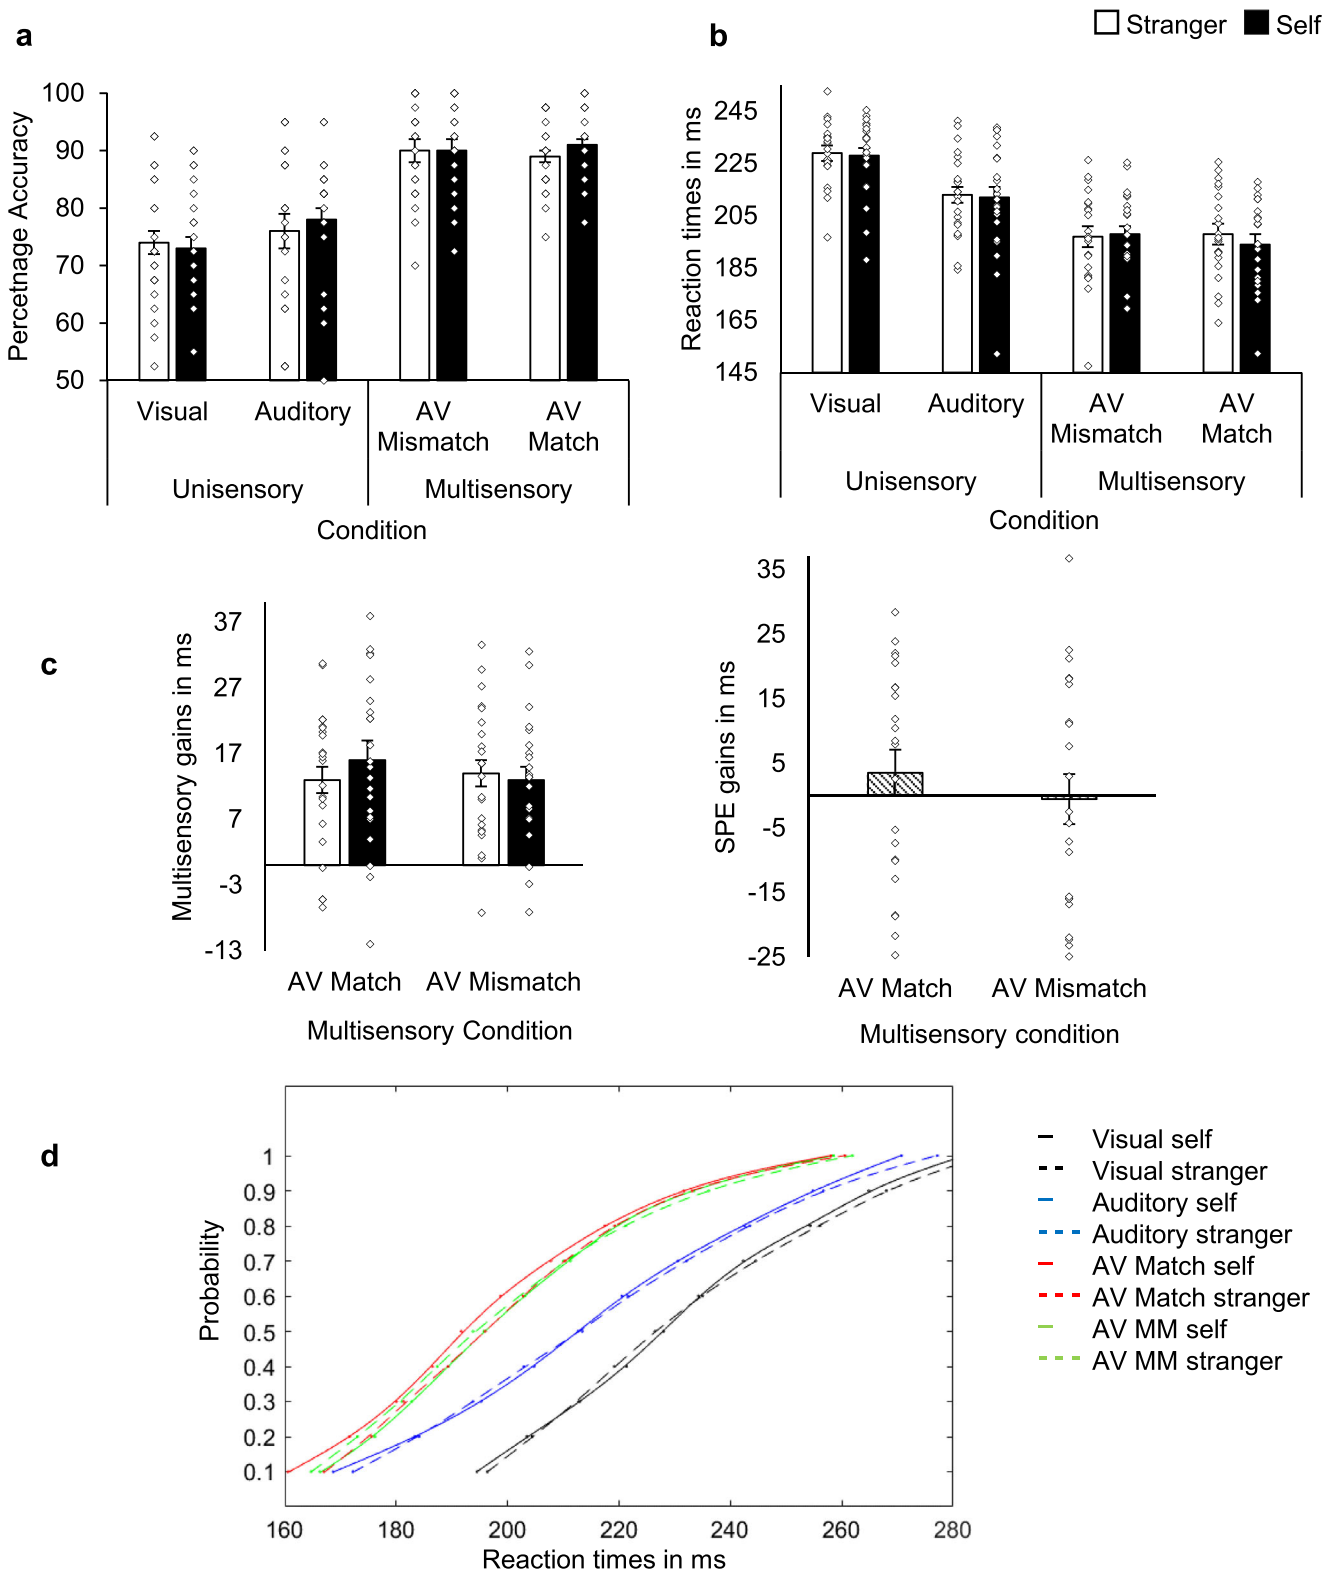 a
b
Stranger
Self
Percetnage Accuracy
100
90
80
70
60
50
Visual
Auditory
AV
Mismatch
AV
Match
Unisensory
Multisensory
Condition
Reaction times in ms
245
225
205
185
165
145
Visual
Auditory
AV
Mismatch
AV
Match
Unisensory
Multisensory
Condition
c
Multisensory gains in ms
37
27
17
7
-3
-13
AV Match
AV Mismatch
Multisensory Condition
SPE gains in ms
35
25
15
5
-5
-15
-25
AV Match
AV Mismatch
Multisensory condition
d
Probability
1
0.9
0.8
0.7
0.6
0.5
0.4
0.3
0.2
0.1
160
180
200
220
240
260
280
Reaction times in ms
Visual self
Visual stranger
Auditory self
Auditory stranger
AV Match self
AV Match stranger
AV MM self
AV MM stranger